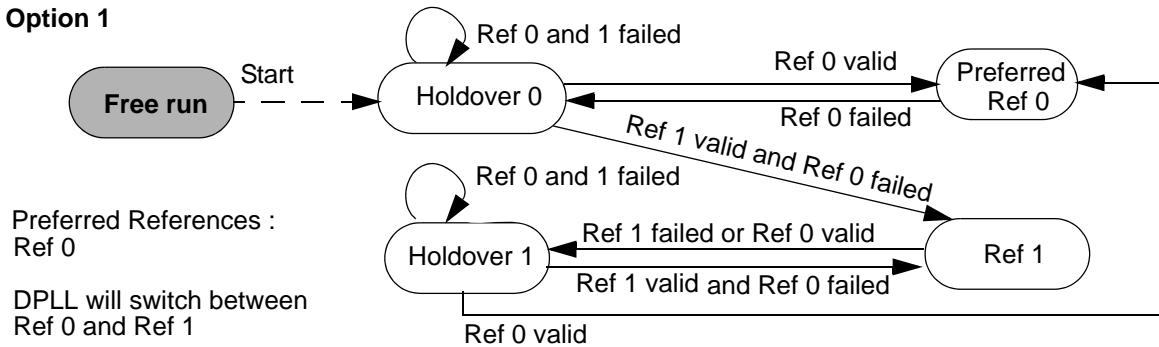 Option 1
Ref 0 and 1 failed
Start
Free run
Holdover 0
Ref 0 valid
Preferred
Ref 0
Ref 0 failed
Ref 1 valid and Ref 0 failed
Ref 0 and 1 failed
Preferred References :
Ref 0
Holdover 1
Ref 1 failed or Ref 0 valid
Ref 1
Ref 1 valid and Ref 0 failed
DPLL will switch between
Ref 0 and Ref 1
Ref 0 valid